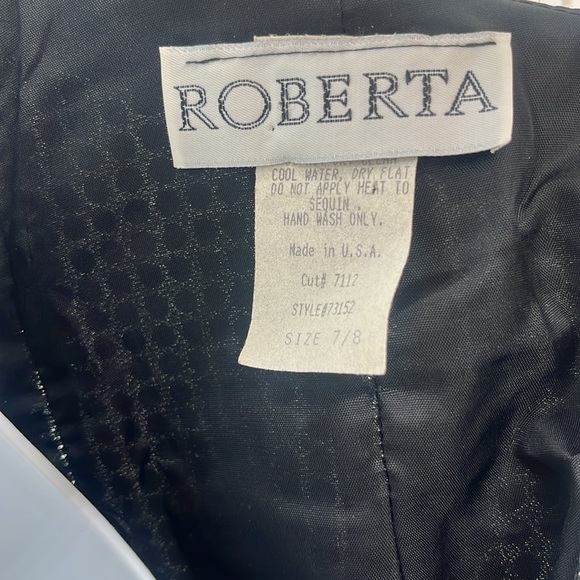 ROBERTA
COOL WATER, DRY FLAT
DO NOT APPLY HEAT TO
SEQUIN.
HAND WASH ONLY.
Made in U.S.A.
Cut# 7112
STYLE#73152
SIZE 7/8